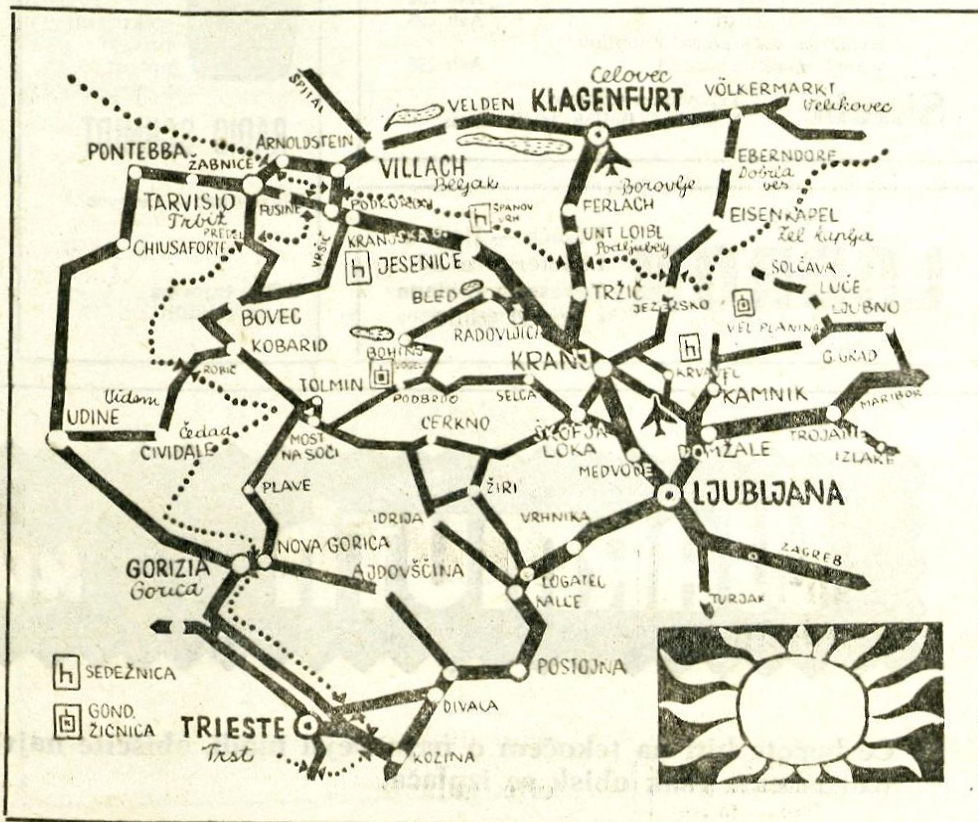 SPITAL
VELDEN
Celovec
KLAGENFURT
VÖLKERMARKT
Velikovec
PONTEBBA
ŽABNICE
ARNOLDSTEIN
VILLACH
Beljak
EBERNDORF
Dobrla
ves
TARVISIO
Trbiž
FUSINE
PODKOREN
ŠPANOV
VRH
Borovlje
FERLACH
EISENKAPEL
Žel kaplja
PREDEL
CHIUSAFORTE
VRŠIČ
KRANJSKA G.
UNT LOIBL
Podljubelj
JESENICE
SOLČAVA
LUČE
BLED
TRŽIČ
JEZERSKO
LJUBNO
BOVEC
RADOVLJICA
VEL PLANINA
KOBARID
BOHINJ
KRANJ
G. GRAD
ROBIČ
VOGEL
KRVAVEC
TOLMIN
PODBRDO
SELCA
KAMNIK
MARIBOR
UDINE
Videm
Čedad
CIVIDALE
MOST
NA SOČI
CERKNO
ŠKOFJA
LOKA
DOMŽALE
TROJANE
IZLAKE
MEDVODE
PLAVE
ŽIRI
LJUBLJANA
IDRIJA
VRHNIKA
NOVA GORICA
GORIZIA
Gorica
AJDOVŠČINA
LOGATEC
KALCE
ZAGREB
TURJAK
POSTOJNA
SEDEŽNICA
DIVAČA
GOND.
ŽIČNICA
TRIESTE
Trst
KOZINA